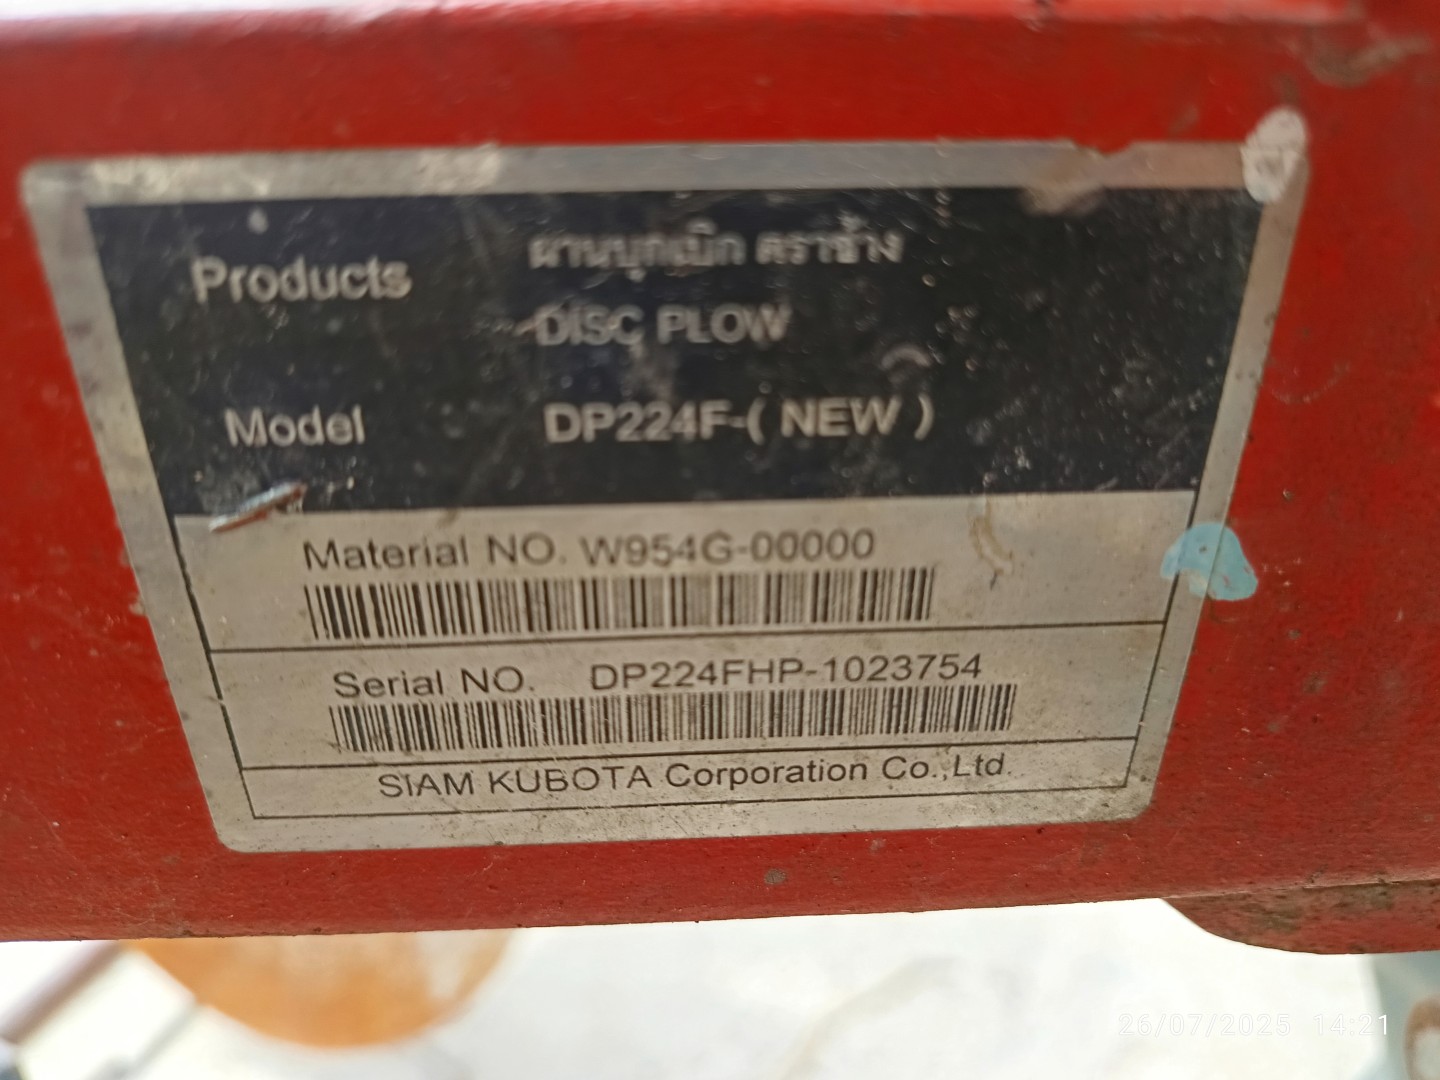 Products ผานบุกเบิก ตราช้าง
DISC PLOW
Model DP224F-( NEW )
Material NO. W954G-00000
Serial NO. DP224FHP-1023754
SIAM KUBOTA Corporation Co.,Ltd.
26/07/2025 14:21